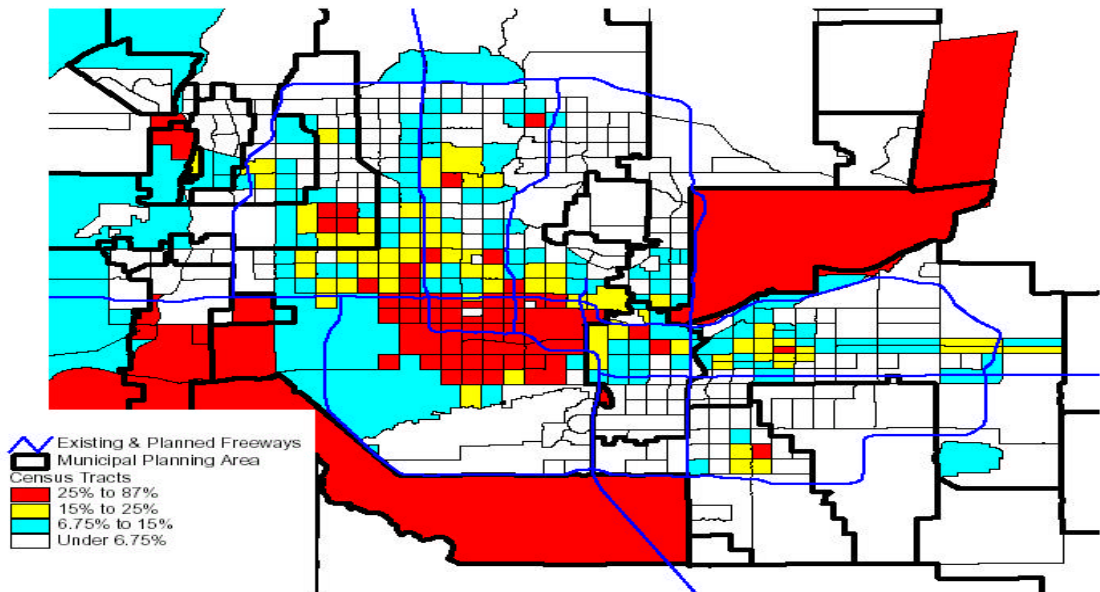 Existing & Planned Freeways
Municipal Planning Area
Census Tracts
25% to 87%
15% to 25%
6.75% to 15%
Under 6.75%